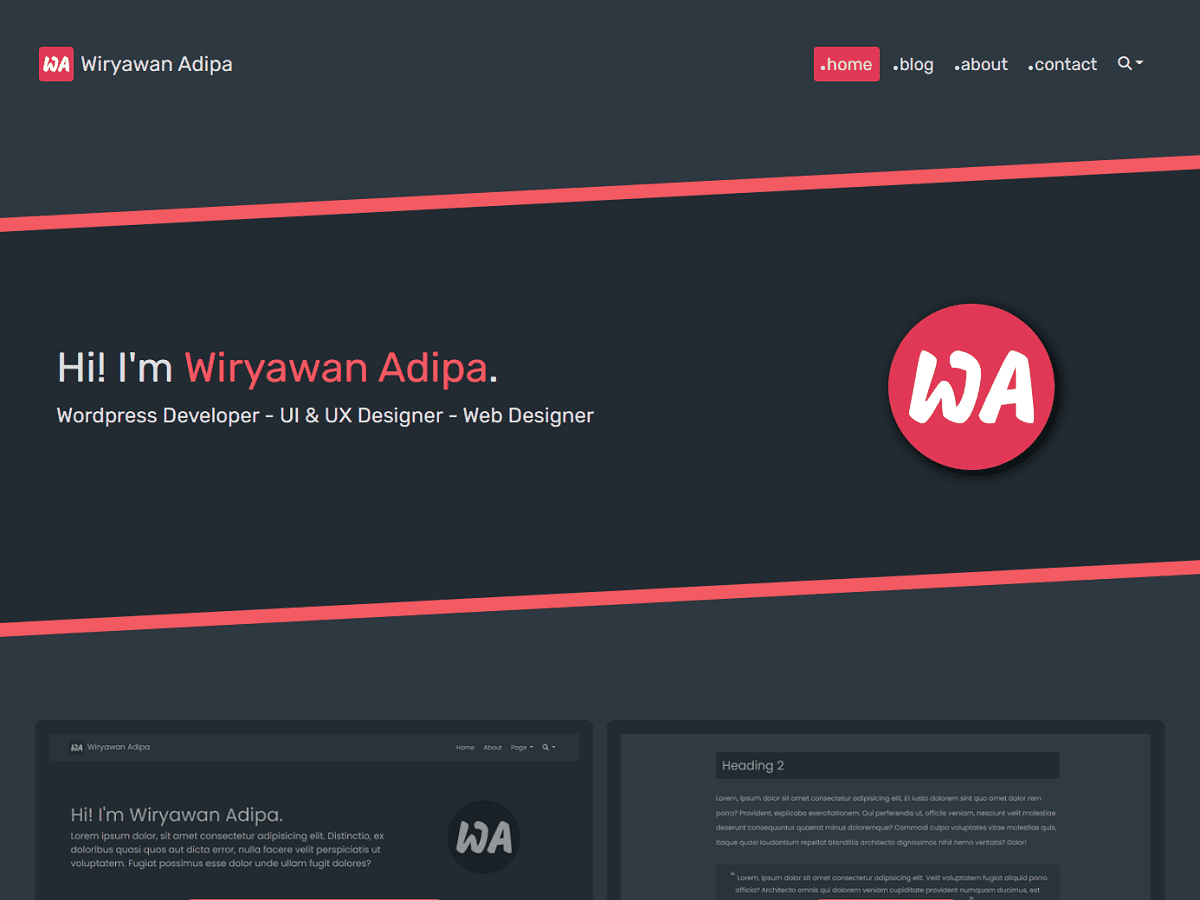 WA Wiryawan Adipa
.home .blog .about .contact
Hi! I'm Wiryawan Adipa.
Wordpress Developer - UI & UX Designer - Web Designer
WA
WA Wiryawan Adipa
Home About Page
Hi! I'm Wiryawan Adipa.
Lorem ipsum dolor, sit amet consectetur adipisicing elit. Distinctio, ex
doloribus quasi quos aut dicta error, nulla facere velit perspiciatis ut
voluptatem. Fugiat possimus esse dolor unde ullam fugit dolores?
WA
Heading 2
Lorem, ipsum dolor sit amet consectetur adipisicing elit. Et iusto dolorem sint quo amet dolor rem
porro? Provident, explicabo exercitationem. Qui perferendis ut, officiis veniam, nesciunt velit molestiae
deserunt consequuntur quaerat minus doloremque? Commodi culpa voluptates vitae molestias quis,
itaque quasi laudantium repellat blanditiis architecto dignissimos nihil nemo veritatis? Dolor!
" Lorem, ipsum dolor sit amet consectetur adipisicing elit. Velit voluptatem fugiat aliquid porro
officia? Architecto omnis qui dolorem veniam cupiditate provident numquam ducimus, est
"